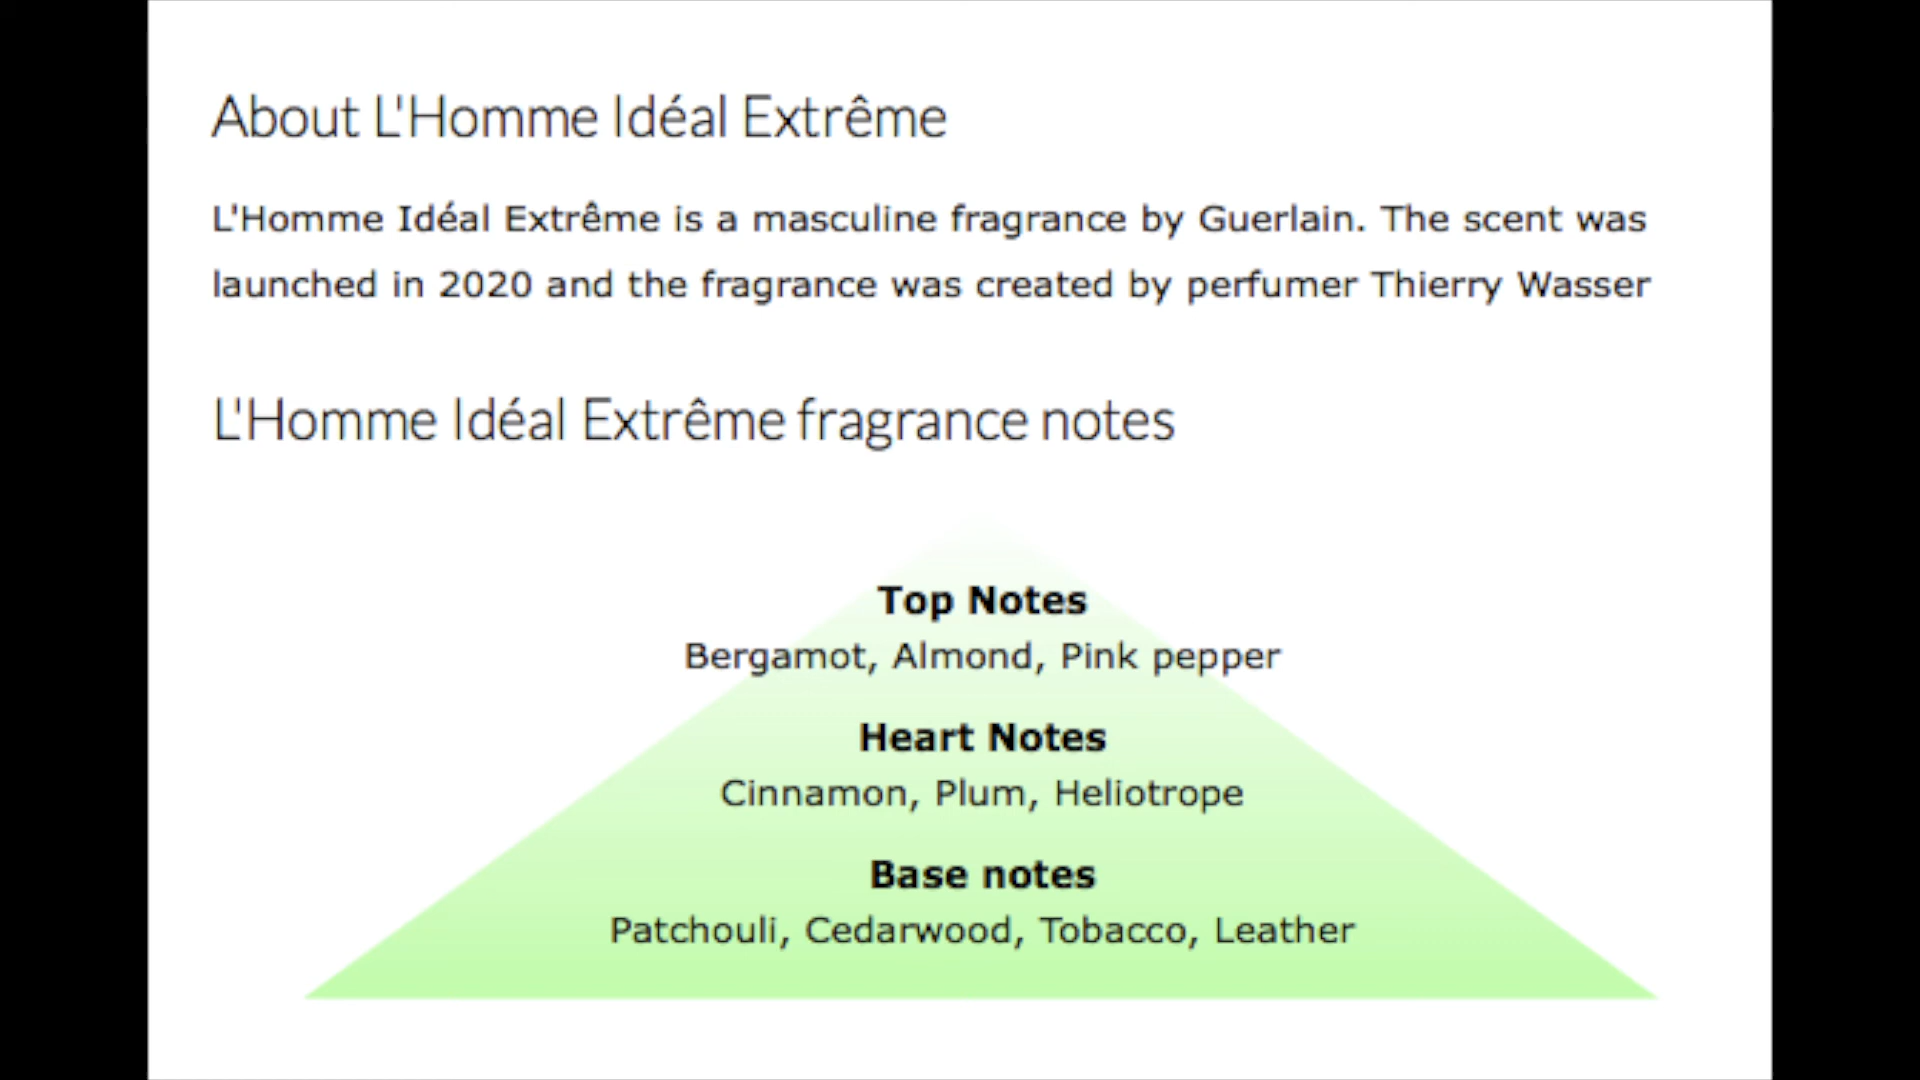 About L'Homme Idéal Extrême
L'Homme Idéal Extrême is a masculine fragrance by Guerlain. The scent was
launched in 2020 and the fragrance was created by perfumer Thierry Wasser
L'Homme Idéal Extrême fragrance notes
Top Notes
Bergamot, Almond, Pink pepper
Heart Notes
Cinnamon, Plum, Heliotrope
Base notes
Patchouli, Cedarwood, Tobacco, Leather